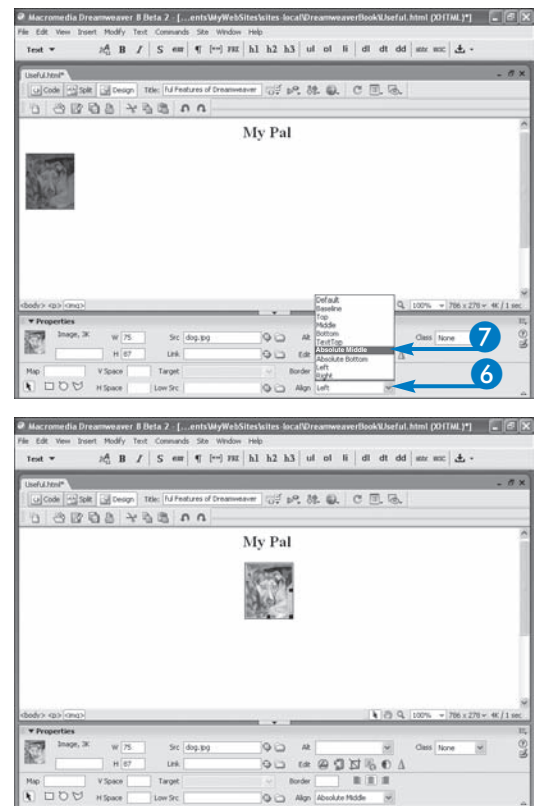 Macromedia Dreamweaver 8 Beta 2 - [...ents\MyWebSites\sites-local\DreamweaverBook\Useful.html (XHTML)*]
File Edit View Insert Modify Text Commands Site Window Help
Text B I S em ¶ [""] PRE h1 h2 h3 ul ol li dl dt dd
Useful.html*
Code Split Design Title: ful Features of Dreamweaver
My Pal
Default
Baseline
Top
Middle
Bottom
TextTop
Absolute Middle
Absolute Bottom
Left
Right
<body> <p> <img> 100% 786 x 278 4K / 1 sec
Properties
Image, 3K W 75 Src dog.jpg Alt Class None 7
H 87 Link Edit
Map V Space Target Border 6
H Space Low Src Align Left
Macromedia Dreamweaver 8 Beta 2 - [...ents\MyWebSites\sites-local\DreamweaverBook\Useful.html (XHTML)*]
File Edit View Insert Modify Text Commands Site Window Help
Text B I S em ¶ [""] PRE h1 h2 h3 ul ol li dl dt dd
Useful.html*
Code Split Design Title: ful Features of Dreamweaver
My Pal
<body> <p> <img> 100% 786 x 278 4K / 1 sec
Properties
Image, 3K W 75 Src dog.jpg Alt Class None
H 87 Link Edit
Map V Space Target Border
H Space Low Src Align Absolute Middle